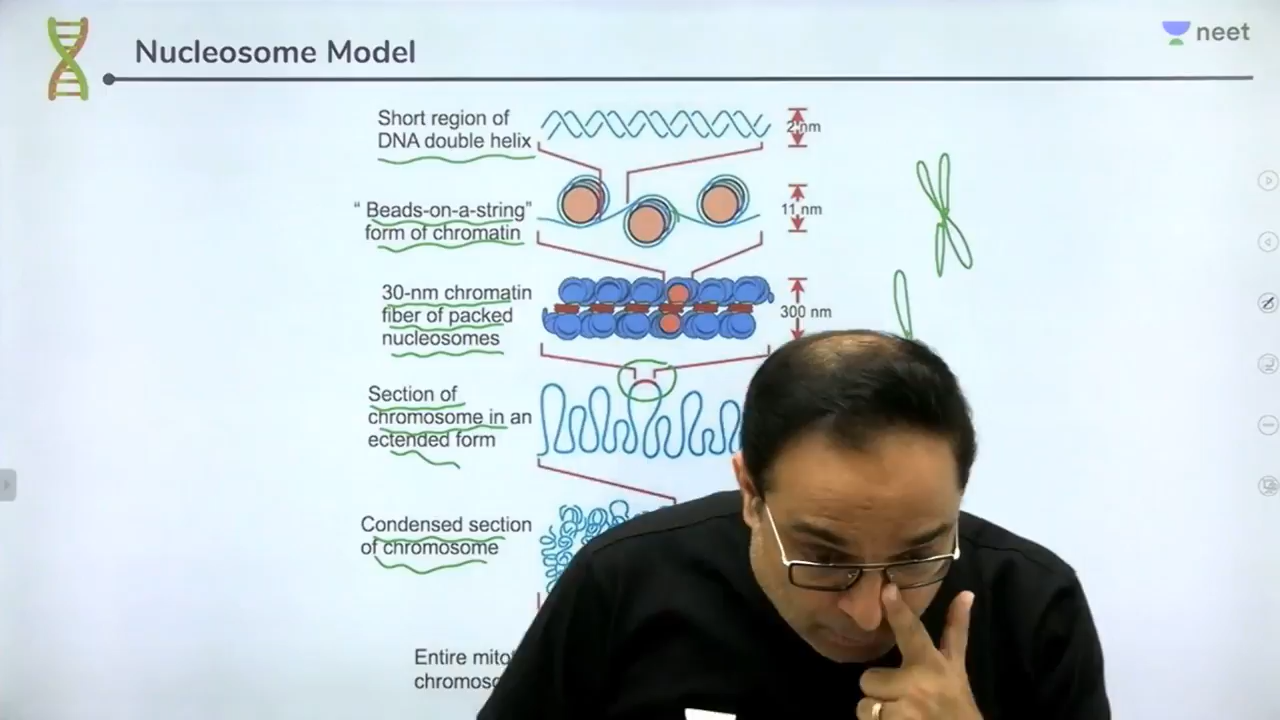 Nucleosome Model
neet
Short region of
DNA double helix
2 nm
“ Beads-on-a-string”
form of chromatin
11 nm
30-nm chromatin
fiber of packed
nucleosomes
300 nm
Section of
chromosome in an
ectended form
Condensed section
of chromosome
Entire